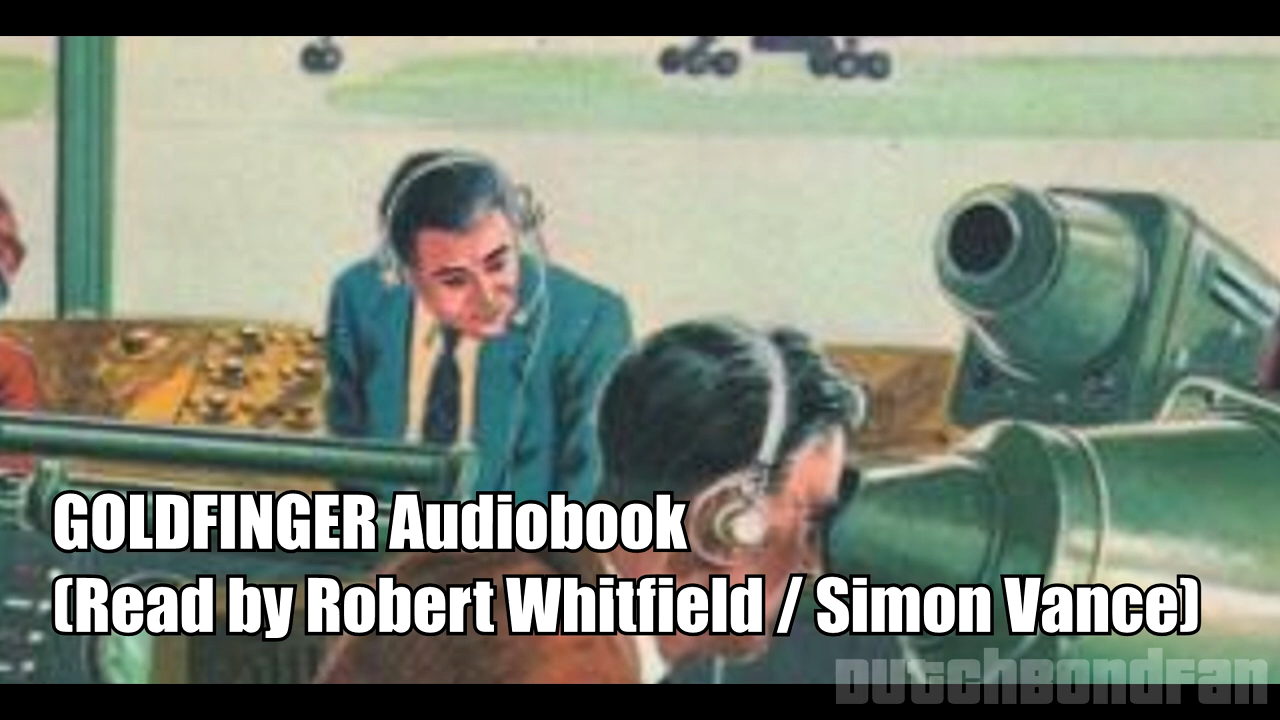 GOLDFINGER Audiobook
(Read by Robert Whitfield / Simon Vance)
DUTCHBONDFAN